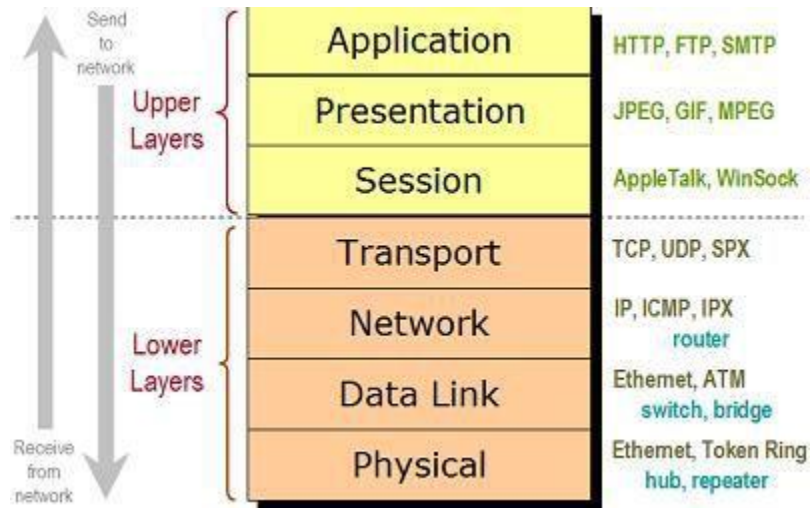 Send
to
network
Upper
Layers
Application
HTTP, FTP, SMTP
Presentation
JPEG, GIF, MPEG
Session
AppleTalk, WinSock
Lower
Layers
Transport
TCP, UDP, SPX
Network
IP, ICMP, IPX
router
Data Link
Ethernet, ATM
switch, bridge
Physical
Ethernet, Token Ring
hub, repeater
Receive
from
network